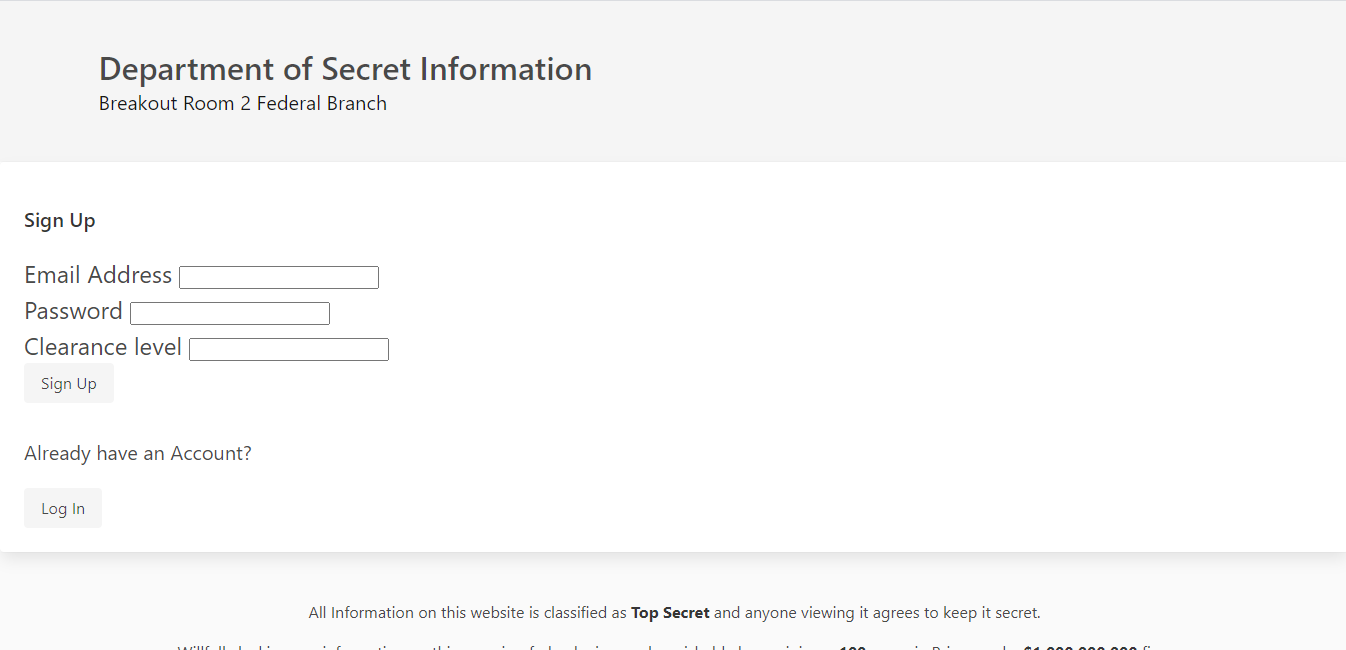 Department of Secret Information
Breakout Room 2 Federal Branch
Sign Up
Email Address
Password
Clearance level
Sign Up
Already have an Account?
Log In
All Information on this website is classified as Top Secret and anyone viewing it agrees to keep it secret.